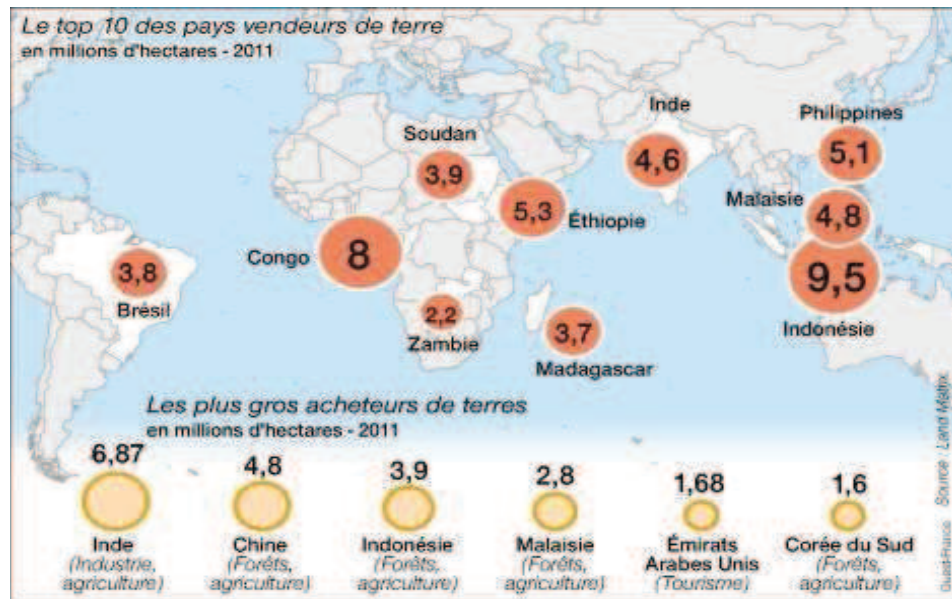 Le top 10 des pays vendeurs de terre
en millions d'hectares - 2011
Inde
4,6
Philippines
5,1
Soudan
3,9
Malaisie
4,8
5,3
Éthiopie
Congo
8
3,8
Brésil
9,5
Indonésie
2,2
Zambie
3,7
Madagascar
Les plus gros acheteurs de terres
en millions d'hectares - 2011
6,87
Inde
(Industrie,
agriculture)
4,8
Chine
(Forêts,
agriculture)
3,9
Indonésie
(Forêts,
agriculture)
2,8
Malaisie
(Forêts,
agriculture)
1,68
Émirats
Arabes Unis
(Tourisme)
1,6
Corée du Sud
(Forêts,
agriculture)
Source Land Matrix